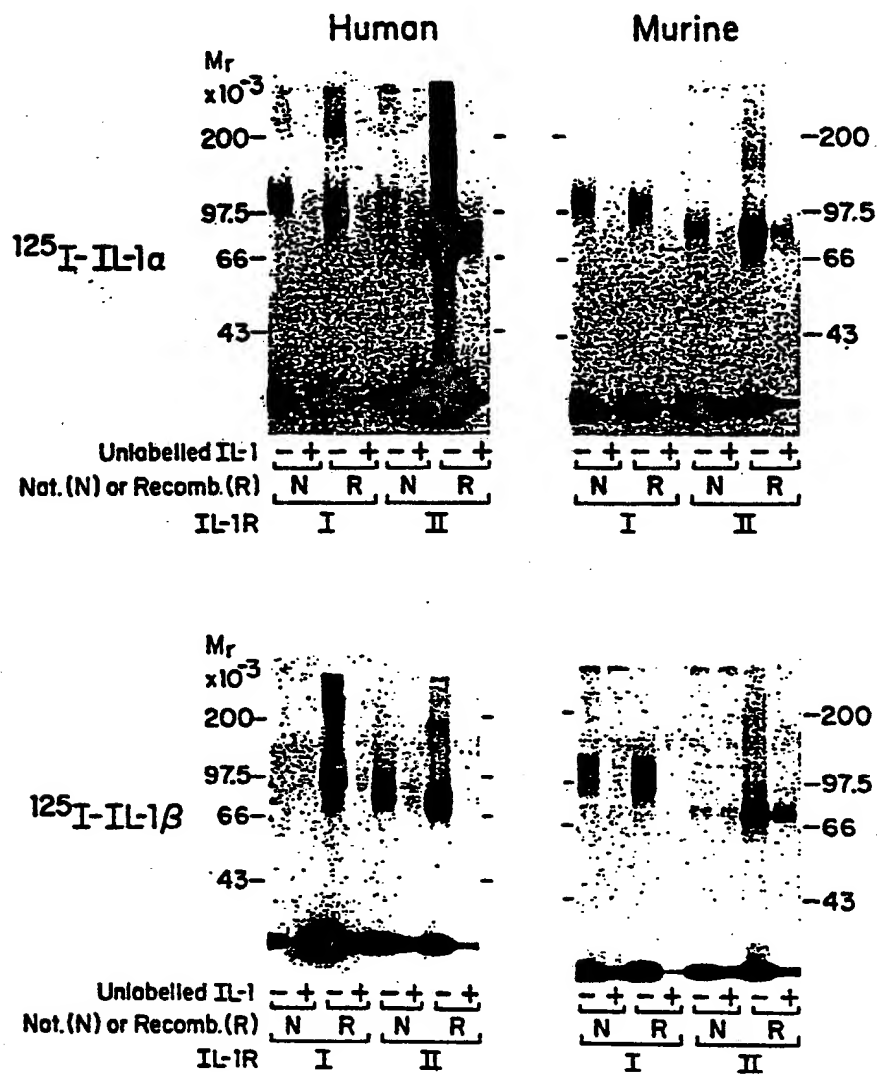 Human Murine
Mr
x10-3
200- - - -200
97.5- - - -97.5
125I-IL-1α
66- - - -66
43- - - -43
Unlabelled IL-1 - + - + - + - + - + - + - + - +
Nat.(N) or Recomb.(R) N R N R N R N R
IL-1R I II I II
Mr
x10-3
200- - - -200
97.5- - - -97.5
125I-IL-1β
66- - - -66
43- - - -43
Unlabelled IL-1 - + - + - + - + - + - + - + - +
Nat.(N) or Recomb.(R) N R N R N R N R
IL-1R I II I II